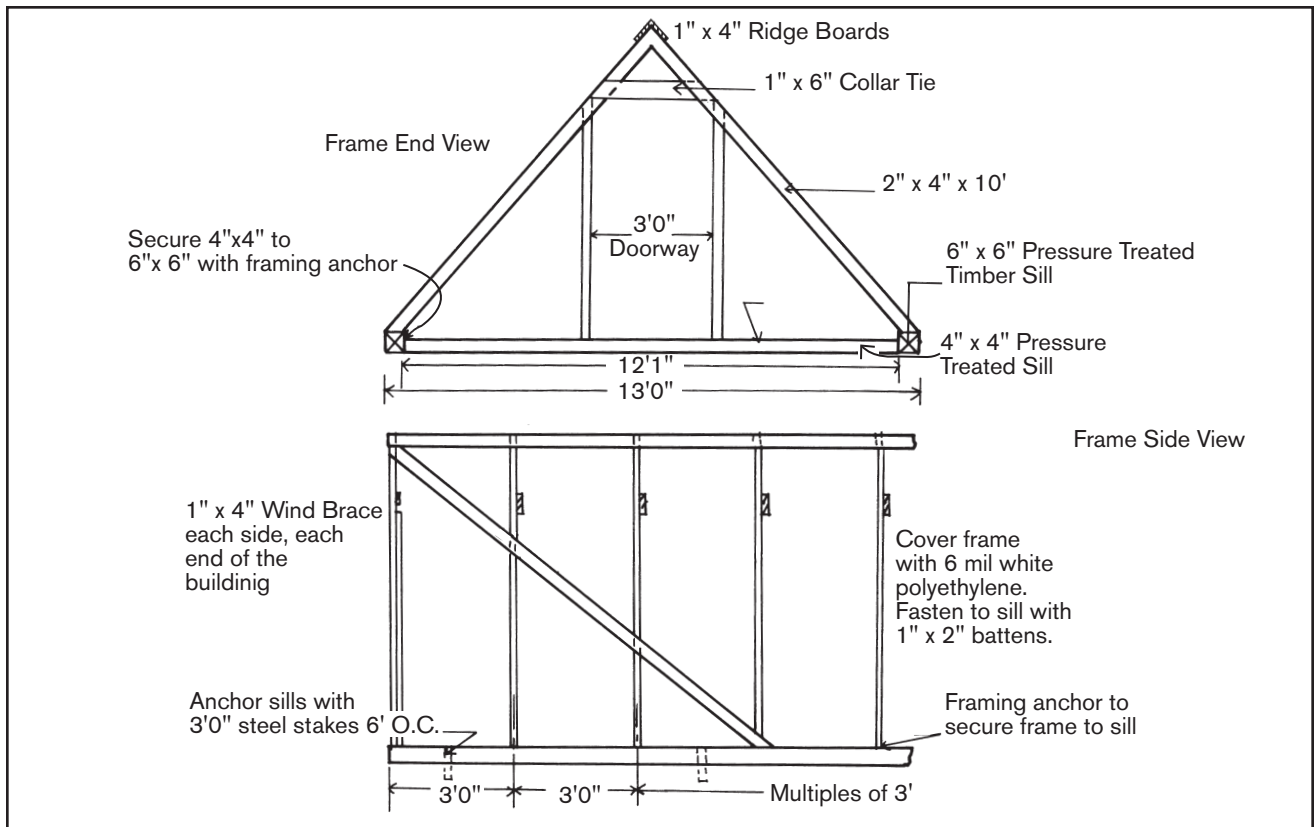 1" x 4" Ridge Boards
1" x 6" Collar Tie
Frame End View
2" x 4" x 10'
3'0"
Doorway
Secure 4"x4" to
6"x 6" with framing anchor
6" x 6" Pressure Treated
Timber Sill
4" x 4" Pressure
Treated Sill
12'1"
13'0"
Frame Side View
1" x 4" Wind Brace
each side, each
end of the
buildinig
Cover frame
with 6 mil white
polyethylene.
Fasten to sill with
1" x 2" battens.
Anchor sills with
3'0" steel stakes 6' O.C.
Framing anchor to
secure frame to sill
3'0"
3'0"
Multiples of 3'